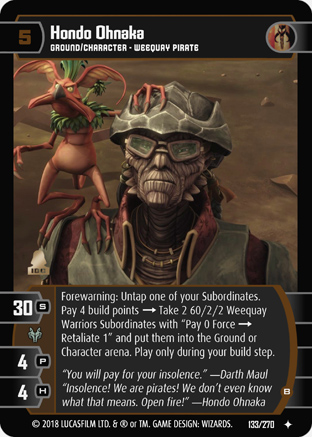 5
Hondo Ohnaka
GROUND/CHARACTER - WEEQUAY PIRATE
30 S
4 P
4 H
Forewarning: Untap one of your Subordinates.
Pay 4 build points → Take 2 60/2/2 Weequay
Warriors Subordinates with "Pay 0 Force →
Retaliate 1" and put them into the Ground or
Character arena. Play only during your build step.
"You will pay for your insolence." —Darth Maul
"Insolence! We are pirates! We don't even know
what that means. Open fire!" —Hondo Ohnaka
B
© 2018 LUCASFILM LTD. & ® or TM. GAME DESIGN: WIZARDS.
133/270